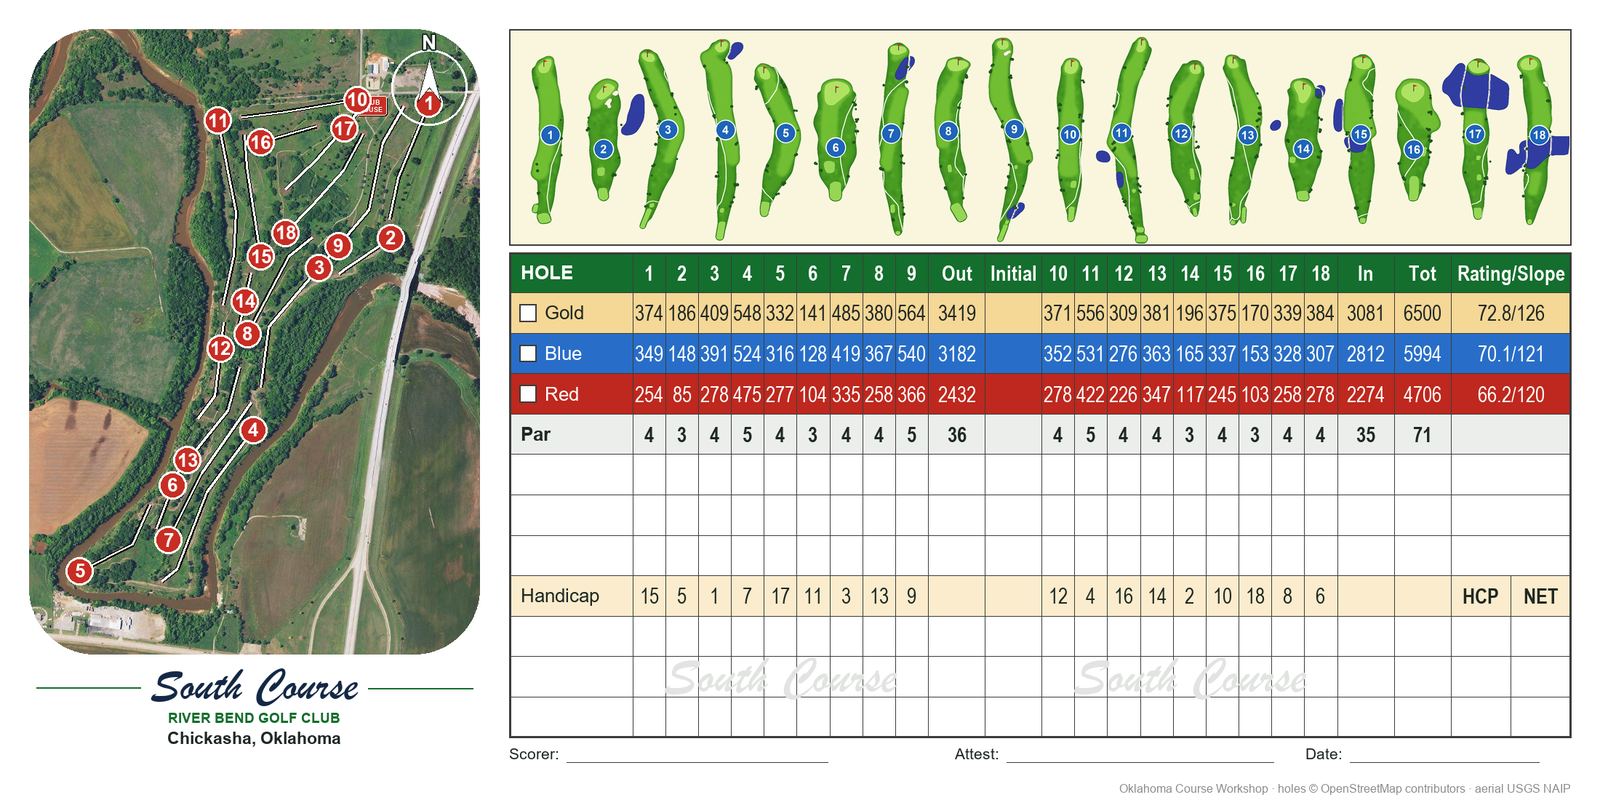 N
10
1
11
17
16
18
2
9
15
3
14
8
12
4
13
6
7
5
South Course
RIVER BEND GOLF CLUB
Chickasha, Oklahoma
1 2 3 4 5 6 7 8 9 10 11 12 13 14 15 16 17 18
HOLE 1 2 3 4 5 6 7 8 9 Out Initial 10 11 12 13 14 15 16 17 18 In Tot Rating/Slope
Gold 374 186 409 548 332 141 485 380 564 3419 371 556 309 381 196 375 170 339 384 3081 6500 72.8/126
Blue 349 148 391 524 316 128 419 367 540 3182 352 531 276 363 165 337 153 328 307 2812 5994 70.1/121
Red 254 85 278 475 277 104 335 258 366 2432 278 422 226 347 117 245 103 258 278 2274 4706 66.2/120
Par 4 3 4 5 4 3 4 4 5 36 4 5 4 4 3 4 3 4 4 35 71
Handicap 15 5 1 7 17 11 3 13 9 12 4 16 14 2 10 18 8 6 HCP NET
South Course South Course
Scorer: Attest: Date:
Oklahoma Course Workshop · holes © OpenStreetMap contributors · aerial USGS NAIP